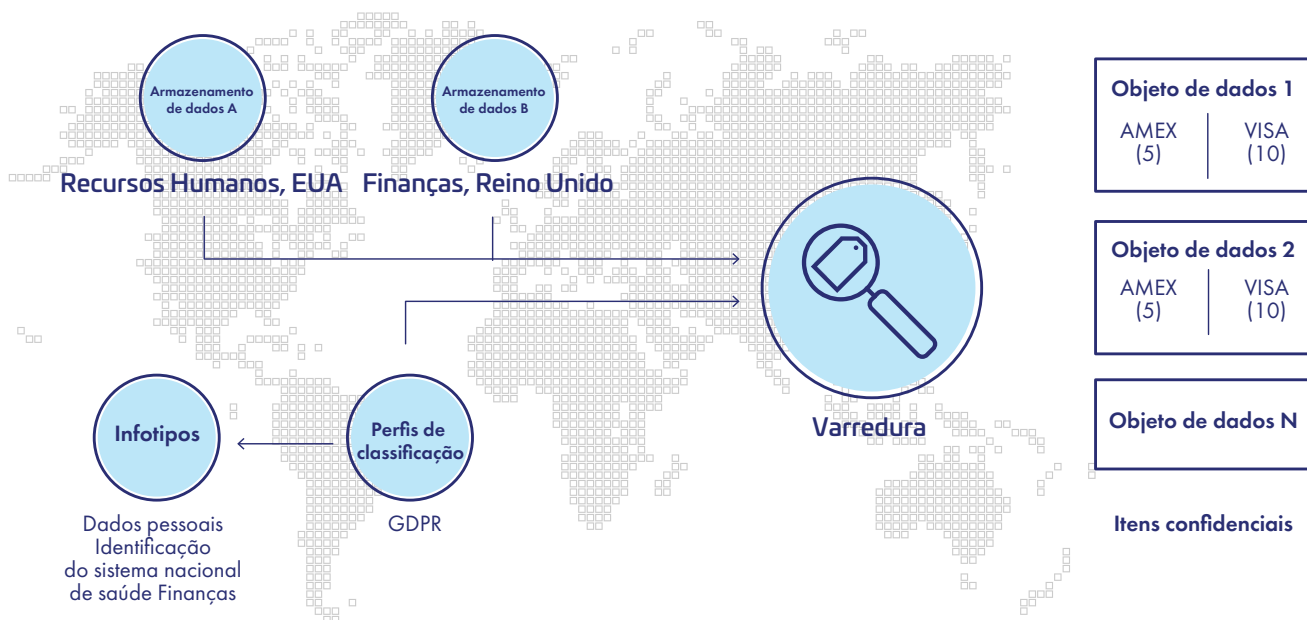 Armazenamento
de dados A
Recursos Humanos, EUA
Armazenamento
de dados B
Finanças, Reino Unido
Varredura
Infotipos
Dados pessoais
Identificação
do sistema nacional
de saúde Finanças
Perfis de
classificação
GDPR
Objeto de dados 1
AMEX
(5)
VISA
(10)
Objeto de dados 2
AMEX
(5)
VISA
(10)
Objeto de dados N
Itens confidenciais